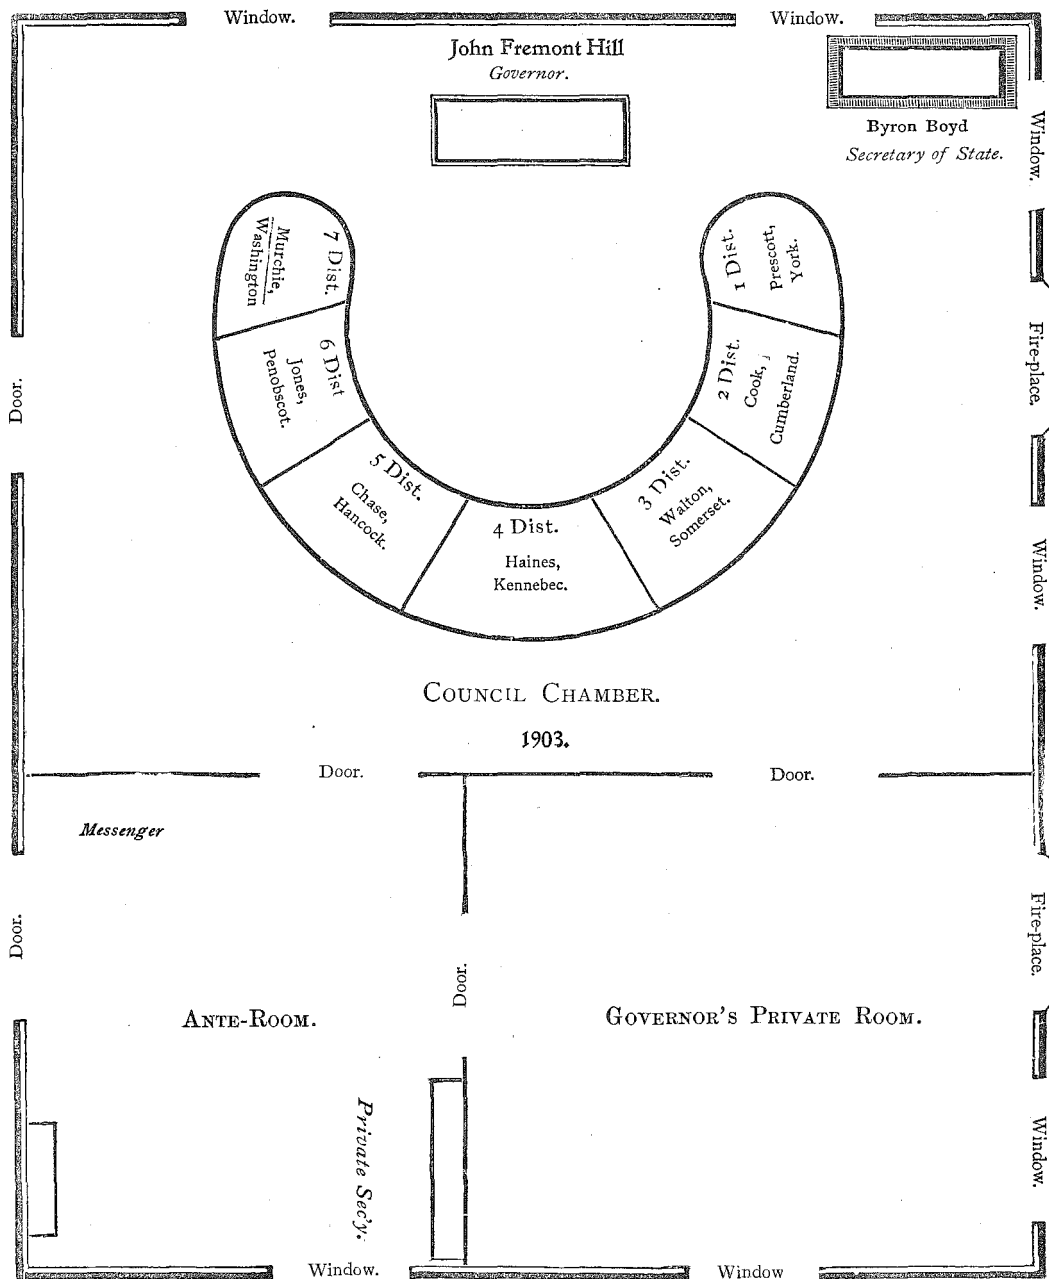 Window.
Window.
John Fremont Hill
Governor.
Byron Boyd
Secretary of State.
Window.
7 Dist.
Murchie,
Washington
1 Dist.
Prescott,
York.
6 Dist
Jones,
Penobscot.
2 Dist.
Cook,
Cumberland.
Fire-place.
Door.
5 Dist.
Chase,
Hancock.
3 Dist.
Walton,
Somerset.
4 Dist.
Haines,
Kennebec.
Window.
COUNCIL CHAMBER.
1903.
Door.
Door.
Messenger
Door.
Door.
Fire-place.
ANTE-ROOM.
GOVERNOR'S PRIVATE ROOM.
Private Sec'y.
Window.
Window.
Window